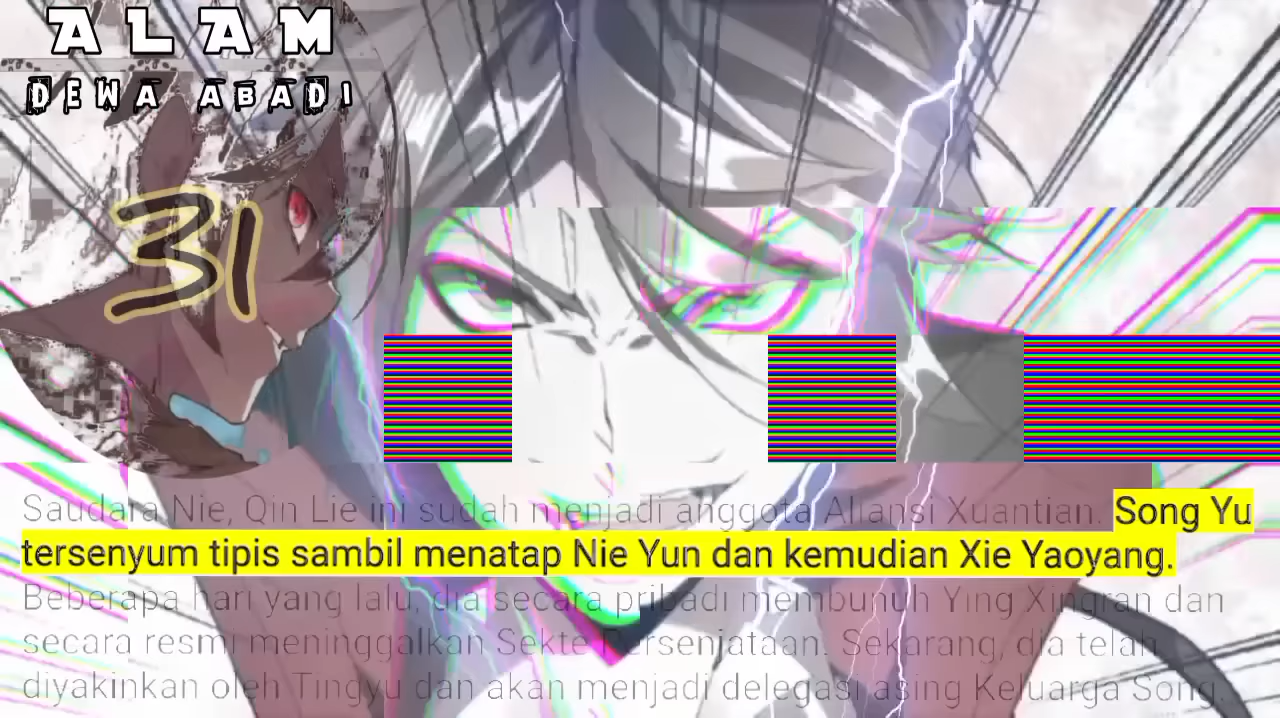 ALAM
DEWA ABADI
31
Saudara Nie, Qin Lie ini sudah menjadi anggota Aliansi Xuantian. Song Yu
tersenyum tipis sambil menatap Nie Yun dan kemudian Xie Yaoyang.
Beberapa hari yang lalu, dia secara pribadi membunuh Ying Xingran dan
secara resmi meninggalkan Sekte Persenjataan. Sekarang, dia telah
diyakinkan oleh Tingyu dan akan menjadi delegasi asing Keluarga Song.